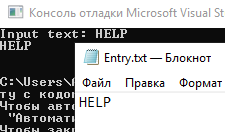 Консоль отладки Microsoft Visual St
Input text: HELP
HELP
Entry.txt — Блокнот
Файл Правка Формат
HELP
C:\Users\
ту с кодом
Чтобы авто
"Автомати
Чтобы зак